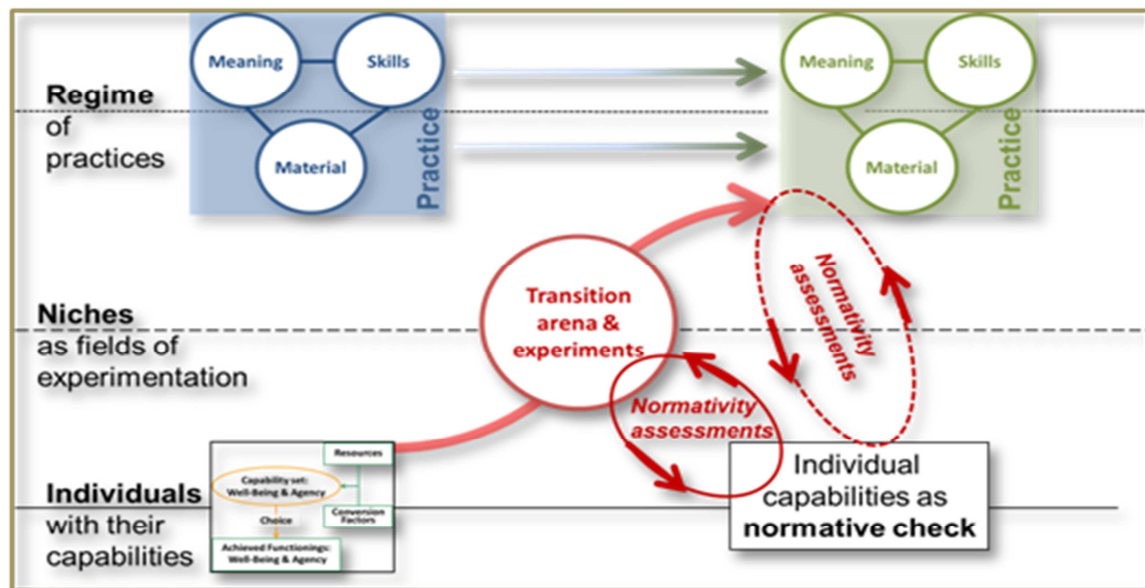 Regime
of
practices
Meaning
Skills
Material
Practice
Meaning
Skills
Material
Practice
Niches
as fields of
experimentation
Transition
arena &
experiments
Normativity
assessments
Normativity
assessments
Individuals
with their
capabilities
Resources
Capability set:
Well-Being & Agency
Conversion
Factors
Choice
Achieved Functionings:
Well-Being & Agency
Individual
capabilities as
normative check